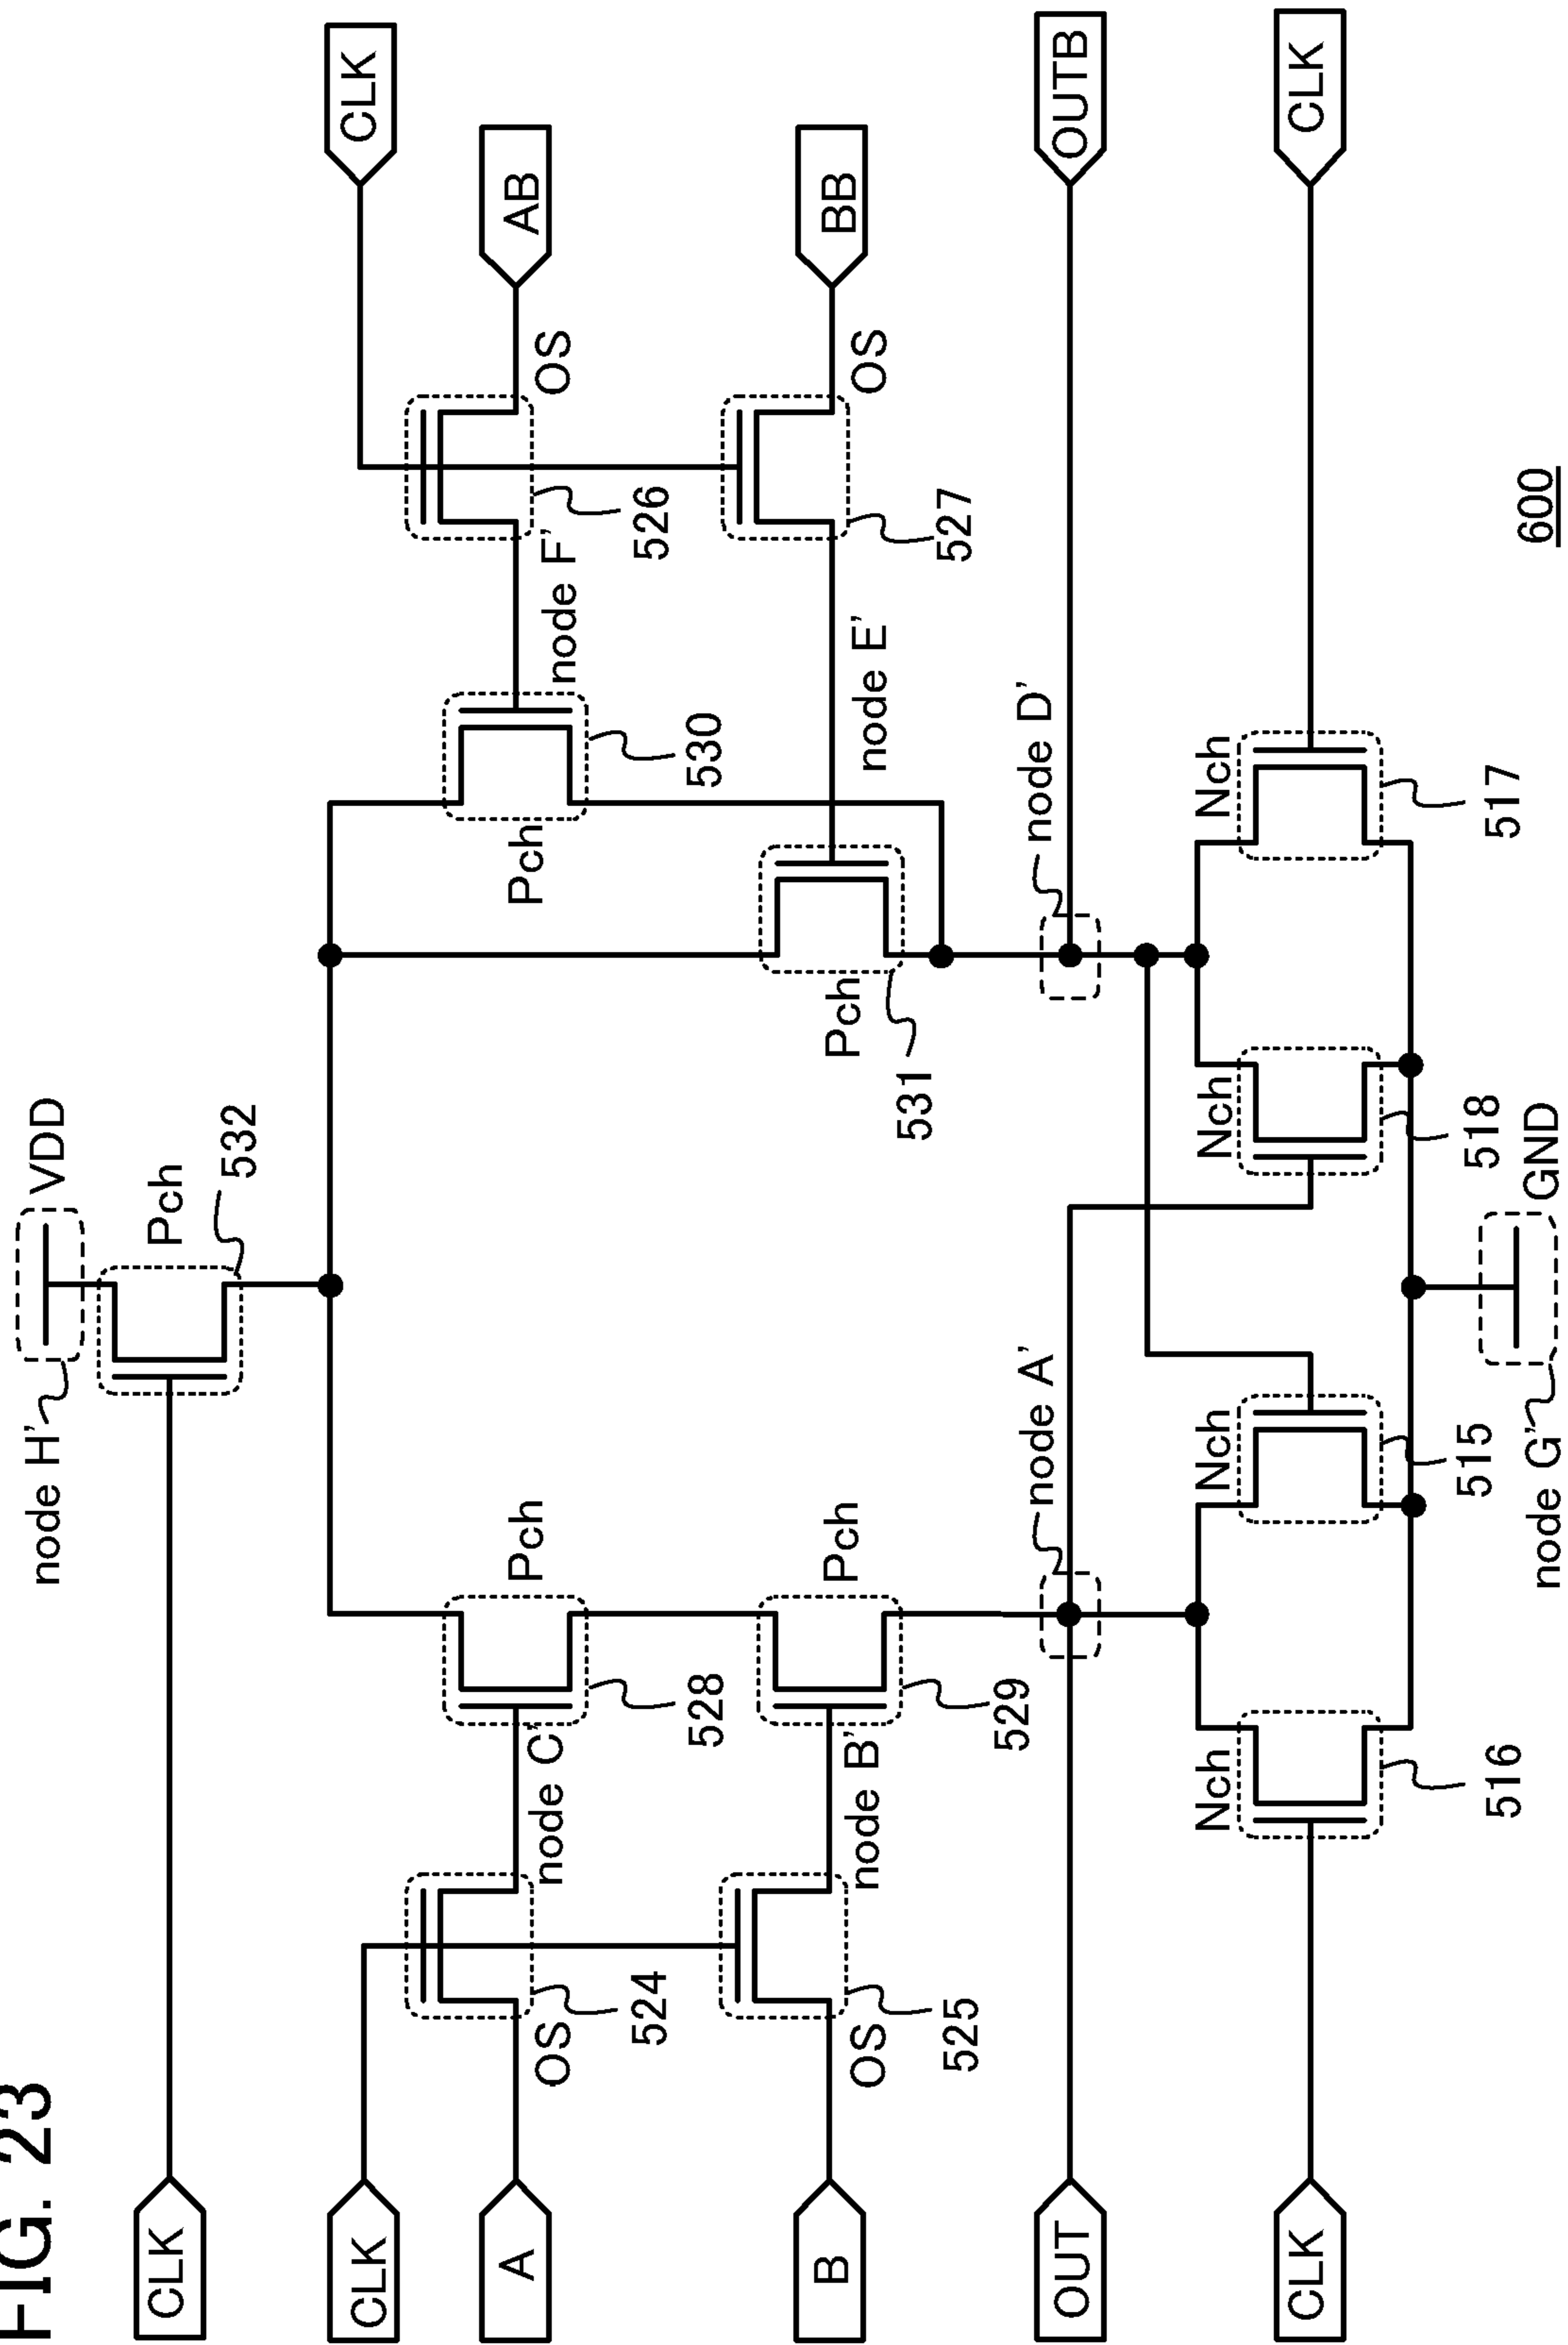 FIG. 23
node H'
VDD
CLK
Pch
532
CLK
CLK
A
OS
524
node C'
528
Pch
Pch
530
node F'
526
OS
AB
B
OS
525
node B'
529
Pch
Pch
531
node E'
527
OS
BB
OUT
node A'
node D'
OUTB
CLK
Nch
516
Nch
515
Nch
518
Nch
517
CLK
node G'
GND
600